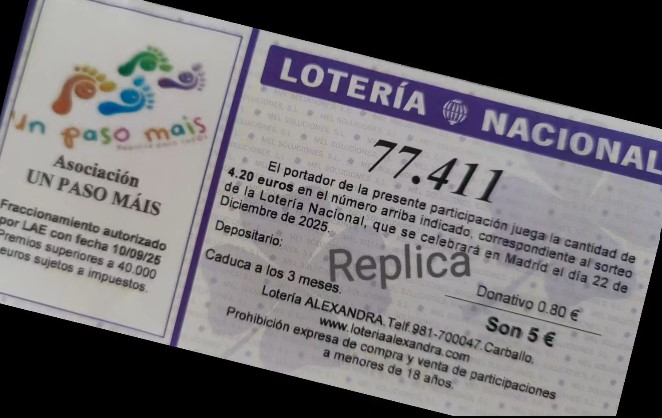 un paso mais
Asociación
UN PASO MÁIS
Fraccionamiento autorizado
por LAE con fecha 10/09/25
Premios superiores a 40.000
euros sujetos a impuestos.
LOTERÍA NACIONAL
77.411
El portador de la presente participación juega la cantidad de
4.20 euros en el número arriba indicado, correspondiente al sorteo
de la Lotería Nacional, que se celebrará en Madrid el día 22 de
Diciembre de 2025.
Depositario:
Replica
Donativo 0.80 €
Caduca a los 3 meses.
Son 5 €
Lotería ALEXANDRA.Telf.981-700047.Carballo.
www.loteriaalexandra.com
Prohibición expresa de compra y venta de participaciones
a menores de 18 años.